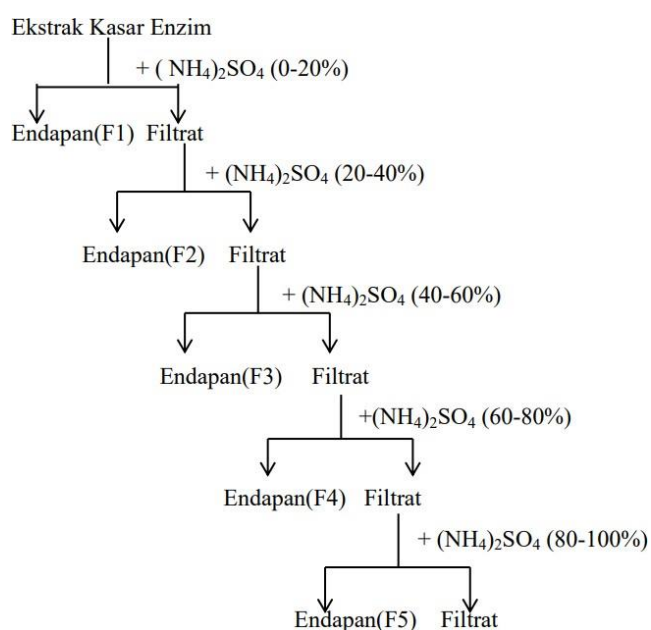 Ekstrak Kasar Enzim
+ ( NH₄)₂SO₄ (0-20%)
Endapan(F1) Filtrat
+ (NH₄)₂SO₄ (20-40%)
Endapan(F2) Filtrat
+ (NH₄)₂SO₄ (40-60%)
Endapan(F3) Filtrat
+(NH₄)₂SO₄ (60-80%)
Endapan(F4) Filtrat
+ (NH₄)₂SO₄ (80-100%)
Endapan(F5) Filtrat